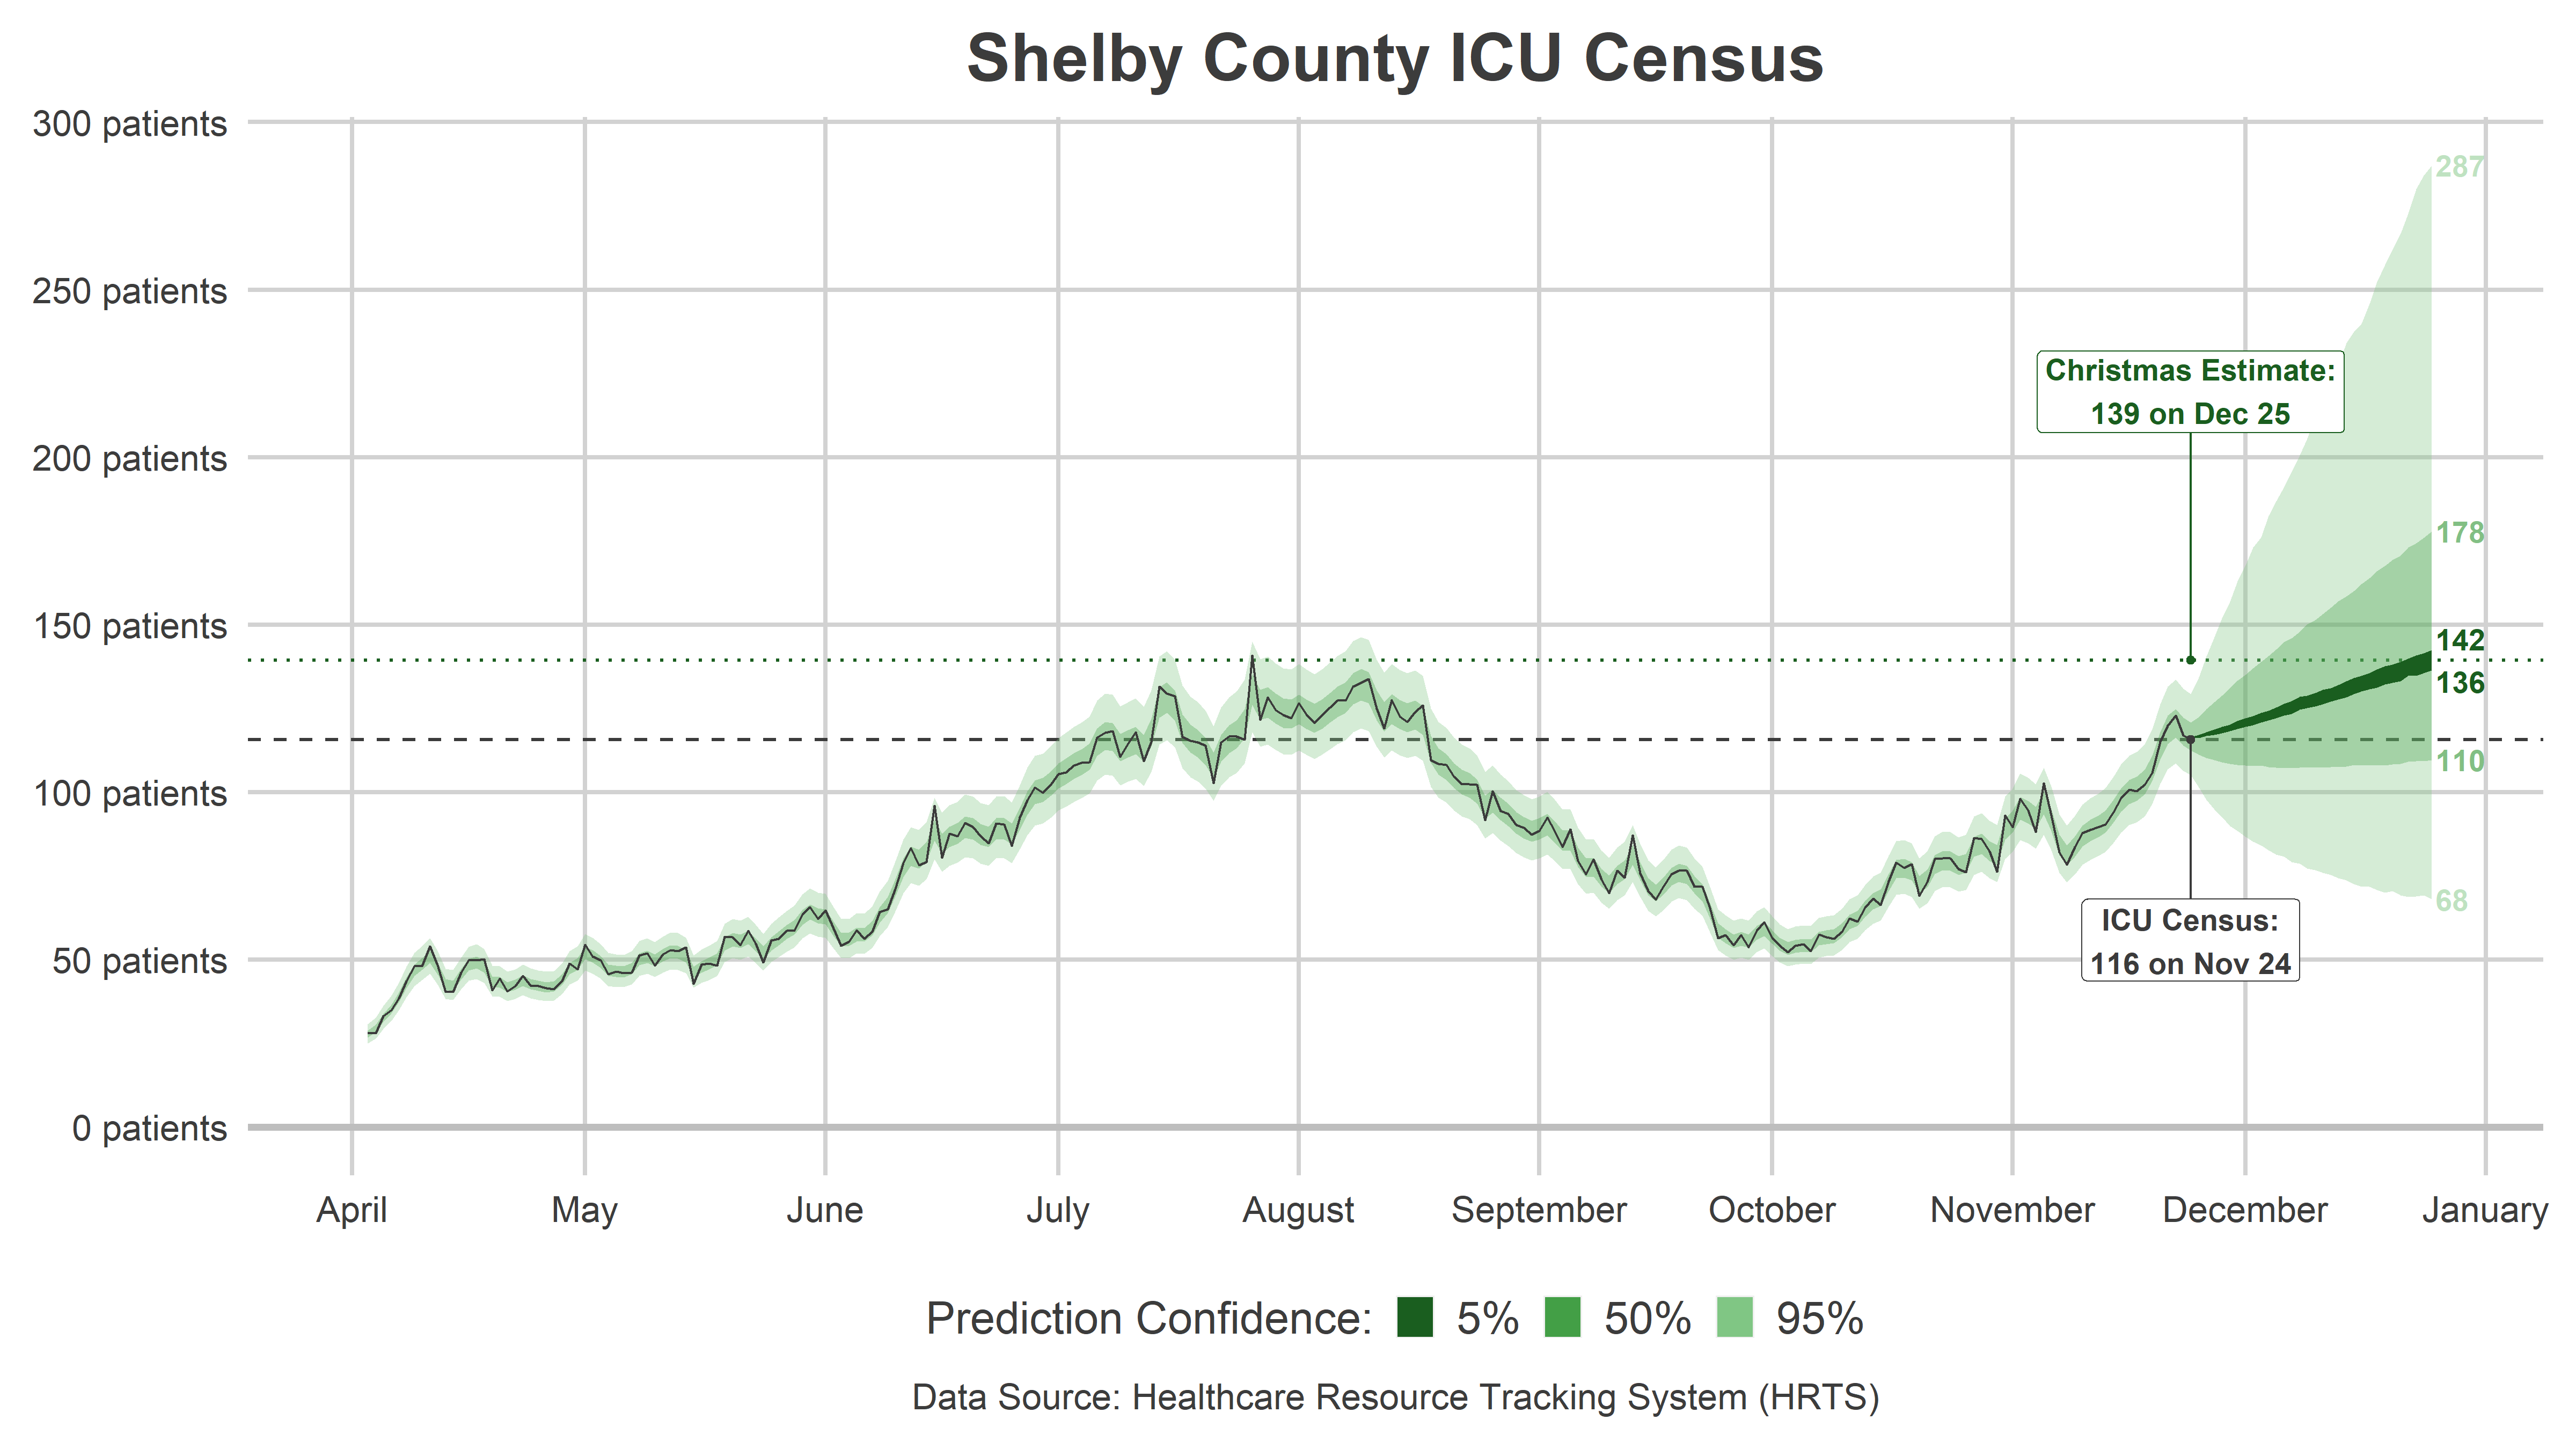 Shelby County ICU Census
300 patients
250 patients
200 patients
150 patients
100 patients
50 patients
0 patients
287
Christmas Estimate:
139 on Dec 25
178
142
136
110
68
ICU Census:
116 on Nov 24
April May June July August September October November December January
Prediction Confidence: 5% 50% 95%
Data Source: Healthcare Resource Tracking System (HRTS)